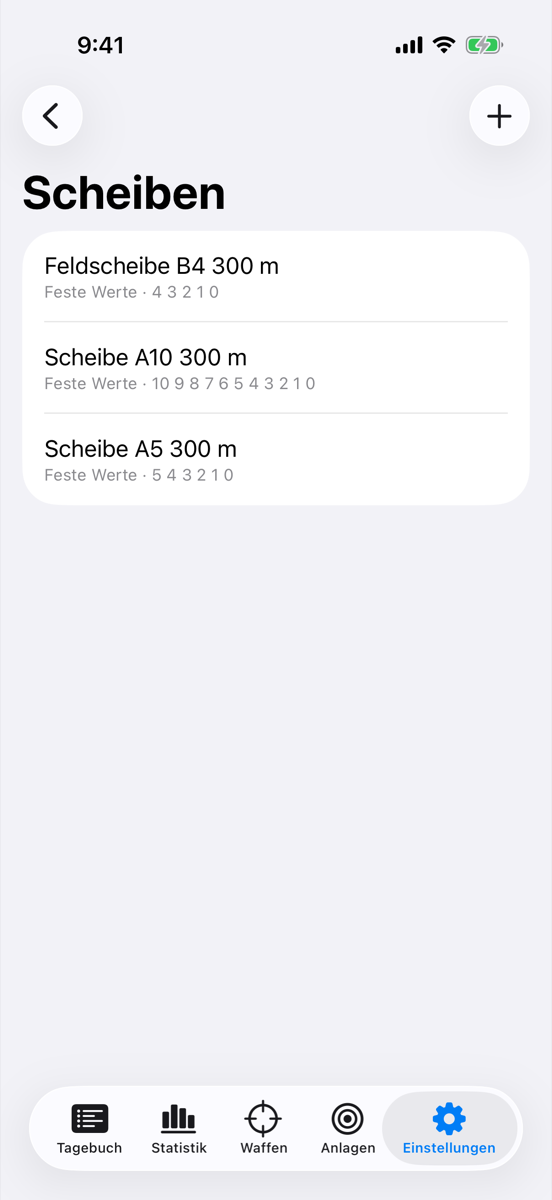 9:41
Scheiben
Feldscheibe B4 300 m
Feste Werte · 4 3 2 1 0
Scheibe A10 300 m
Feste Werte · 10 9 8 7 6 5 4 3 2 1 0
Scheibe A5 300 m
Feste Werte · 5 4 3 2 1 0
Tagebuch Statistik Waffen Anlagen Einstellungen